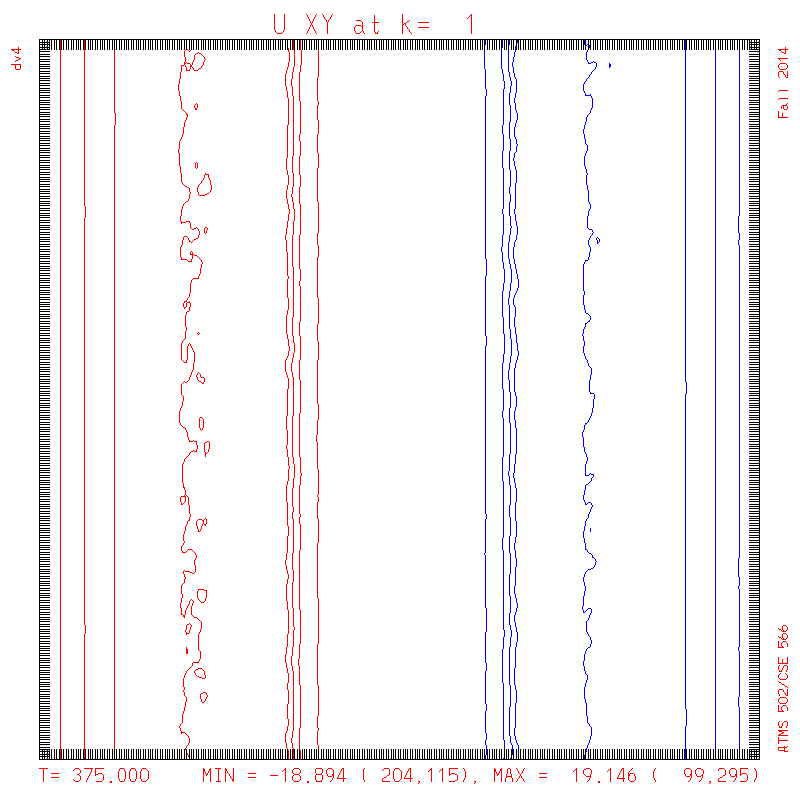 U XY at k=  1
dv4
Fall 2014
ATMS 502/CSE 566
T= 375.000     MIN = -18.894 ( 204,115), MAX =  19.146 (  99,295)